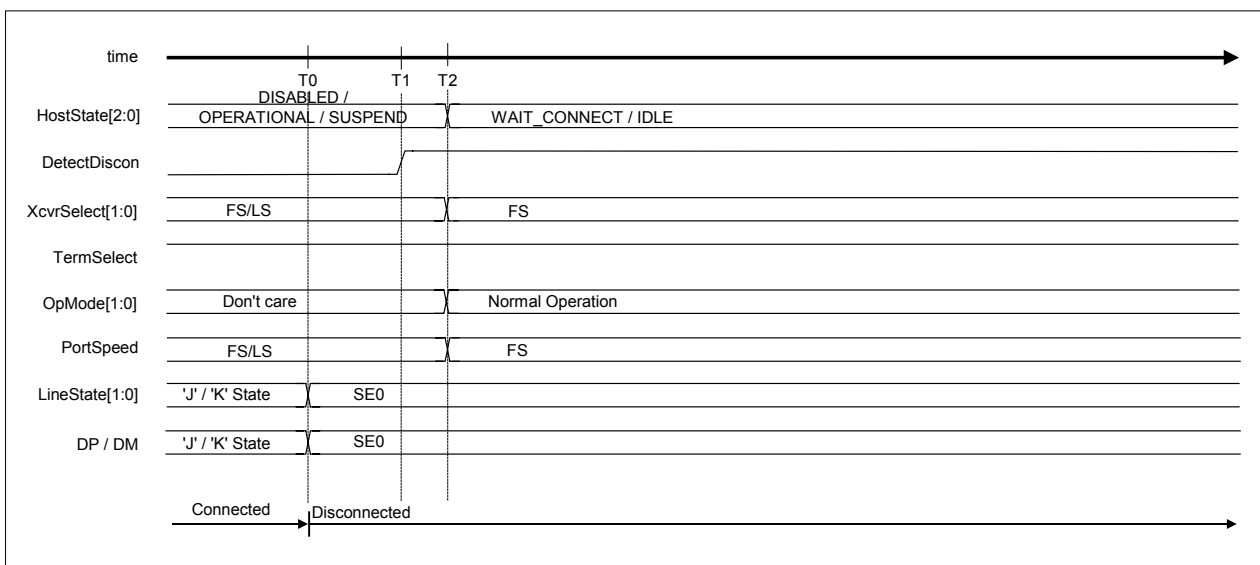 time
T0 T1 T2
HostState[2:0] DISABLED /
OPERATIONAL / SUSPEND WAIT_CONNECT / IDLE
DetectDiscon
XcvrSelect[1:0] FS/LS FS
TermSelect
OpMode[1:0] Don't care Normal Operation
PortSpeed FS/LS FS
LineState[1:0] 'J' / 'K' State SE0
DP / DM 'J' / 'K' State SE0
Connected Disconnected